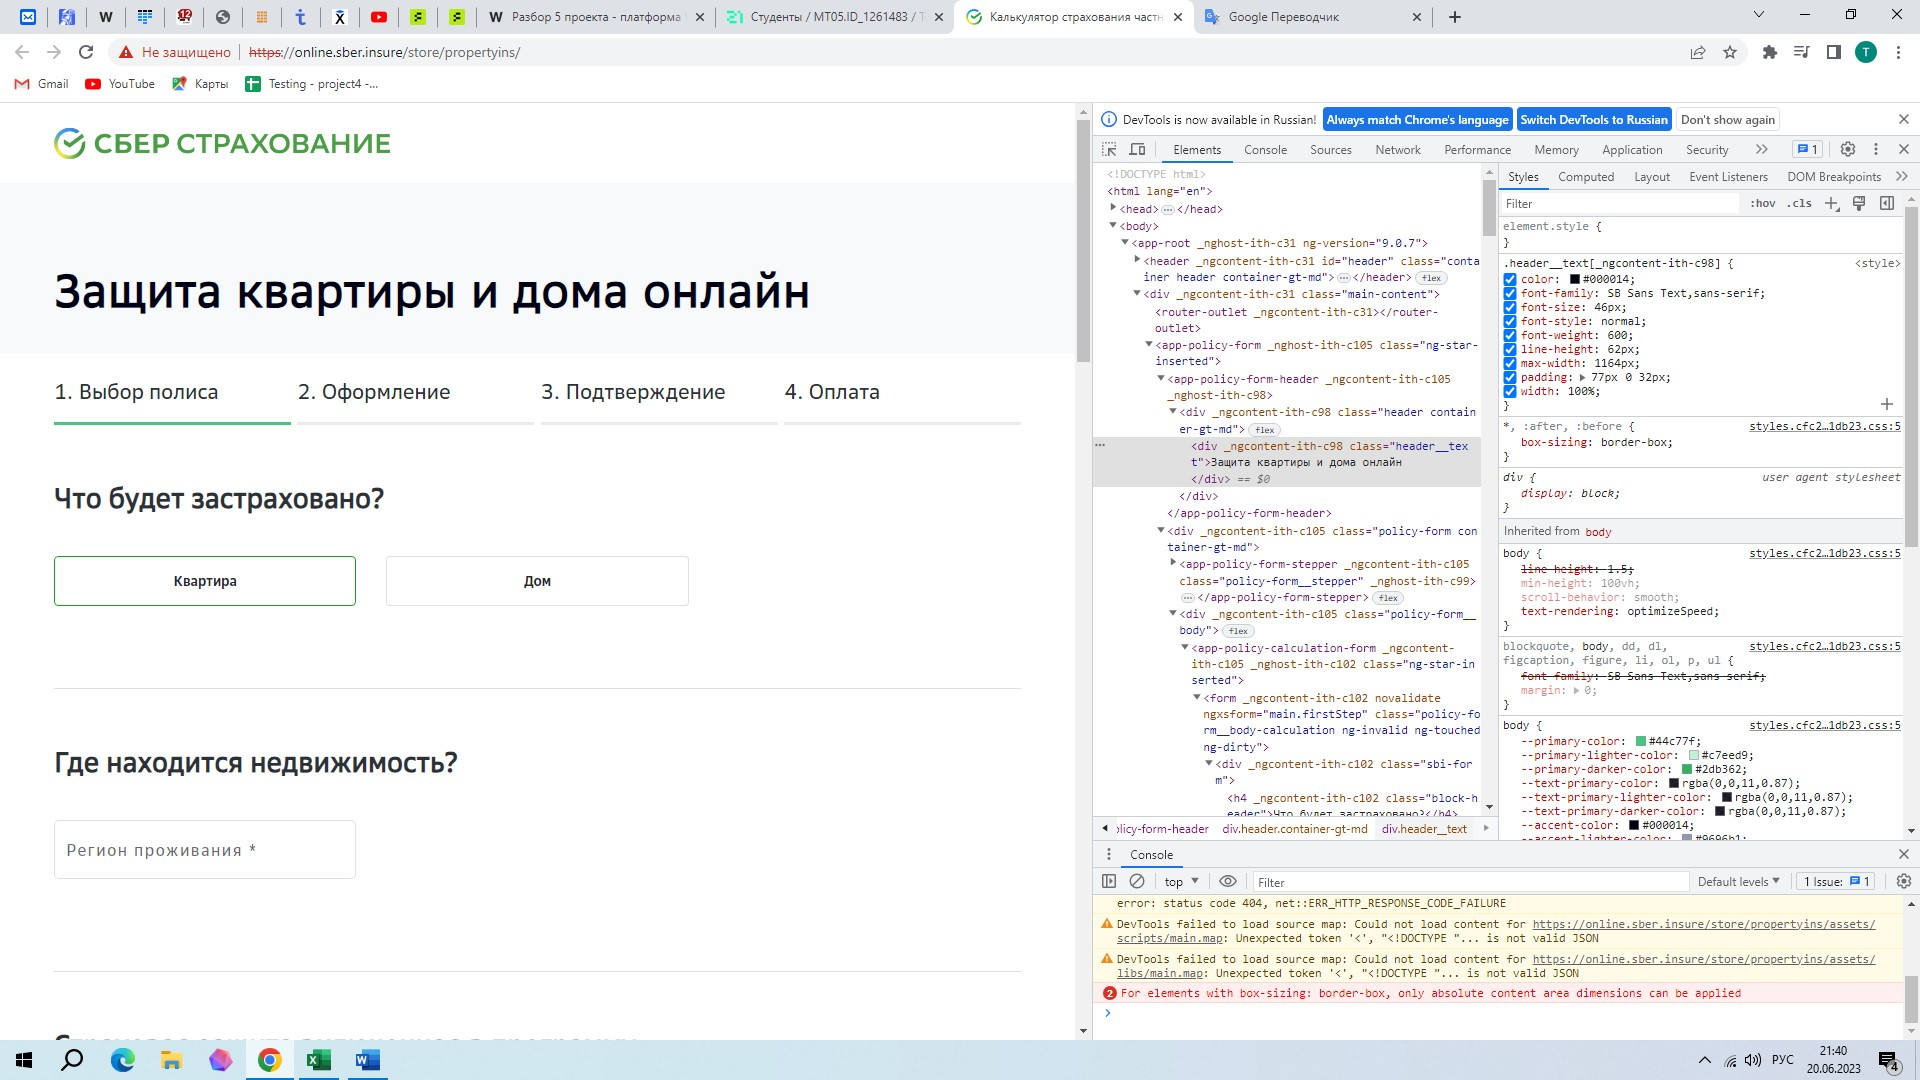 Разбор 5 проекта - платформа
Студенты / MT05.ID_1261483 / T
Калькулятор страхования частн
Google Переводчик
Не защищено
https://online.sber.insure/store/propertyins/
T
Gmail
YouTube
Карты
Testing - project4 -...
СБЕР СТРАХОВАНИЕ
Защита квартиры и дома онлайн
1. Выбор полиса
2. Оформление
3. Подтверждение
4. Оплата
Что будет застраховано?
Квартира
Дом
Где находится недвижимость?
Регион проживания *
DevTools is now available in Russian!
Always match Chrome's language
Switch DevTools to Russian
Don't show again
Elements
Console
Sources
Network
Performance
Memory
Application
Security
1
<!DOCTYPE html>
<html lang="en">
<head>…</head>
<body>
<app-root _nghost-ith-c31 ng-version="9.0.7">
<header _ngcontent-ith-c31 id="header" class="conta
iner header container-gt-md">…</header> flex
<div _ngcontent-ith-c31 class="main-content">
<router-outlet _ngcontent-ith-c31></router-
outlet>
<app-policy-form _nghost-ith-c105 class="ng-star-
inserted">
<app-policy-form-header _ngcontent-ith-c105
_nghost-ith-c98>
<div _ngcontent-ith-c98 class="header contain
er-gt-md"> flex
<div _ngcontent-ith-c98 class="header__tex
t">Защита квартиры и дома онлайн
</div> == $0
</div>
</app-policy-form-header>
<div _ngcontent-ith-c105 class="policy-form con
tainer-gt-md">
<app-policy-form-stepper _ngcontent-ith-c105
class="policy-form__stepper" _nghost-ith-c99>
…</app-policy-form-stepper> flex
<div _ngcontent-ith-c105 class="policy-form__
body"> flex
<app-policy-calculation-form _ngcontent-
ith-c105 _nghost-ith-c102 class="ng-star-in
serted">
<form _ngcontent-ith-c102 novalidate
ngxsform="main.firstStep" class="policy-fo
rm__body-calculation ng-invalid ng-touched
ng-dirty">
<div _ngcontent-ith-c102 class="sbi-for
m">
<h4 _ngcontent-ith-c102 class="block-h
eader">Что будет застраховано?</h4>
olicy-form-header
div.header.container-gt-md
div.header__text
Styles
Computed
Layout
Event Listeners
DOM Breakpoints
Filter
:hov
.cls
element.style {
}
.header__text[_ngcontent-ith-c98] {
<style>
color: #000014;
font-family: SB Sans Text,sans-serif;
font-size: 46px;
font-style: normal;
font-weight: 600;
line-height: 62px;
max-width: 1164px;
padding: 77px 0 32px;
width: 100%;
}
*, :after, :before {
styles.cfc2…1db23.css:5
box-sizing: border-box;
}
div {
user agent stylesheet
display: block;
}
Inherited from body
body {
styles.cfc2…1db23.css:5
line-height: 1.5;
min-height: 100vh;
scroll-behavior: smooth;
text-rendering: optimizeSpeed;
}
blockquote, body, dd, dl,
styles.cfc2…1db23.css:5
figcaption, figure, li, ol, p, ul {
font-family: SB Sans Text,sans-serif;
margin: 0;
}
body {
styles.cfc2…1db23.css:5
--primary-color: #44c77f;
--primary-lighter-color: #c7eed9;
--primary-darker-color: #2db362;
--text-primary-color: rgba(0,0,11,0.87);
--text-primary-lighter-color: rgba(0,0,11,0.87);
--text-primary-darker-color: rgba(0,0,11,0.87);
--accent-color: #000014;
--accent-lighter-color: #9696b1;
Console
top
Filter
Default levels
1 Issue: 1
error: status code 404, net::ERR_HTTP_RESPONSE_CODE_FAILURE
DevTools failed to load source map: Could not load content for https://online.sber.insure/store/propertyins/assets/
scripts/main.map: Unexpected token '<', "<!DOCTYPE "... is not valid JSON
DevTools failed to load source map: Could not load content for https://online.sber.insure/store/propertyins/assets/
libs/main.map: Unexpected token '<', "<!DOCTYPE "... is not valid JSON
2 For elements with box-sizing: border-box, only absolute content area dimensions can be applied
РУС
21:40
20.06.2023
4